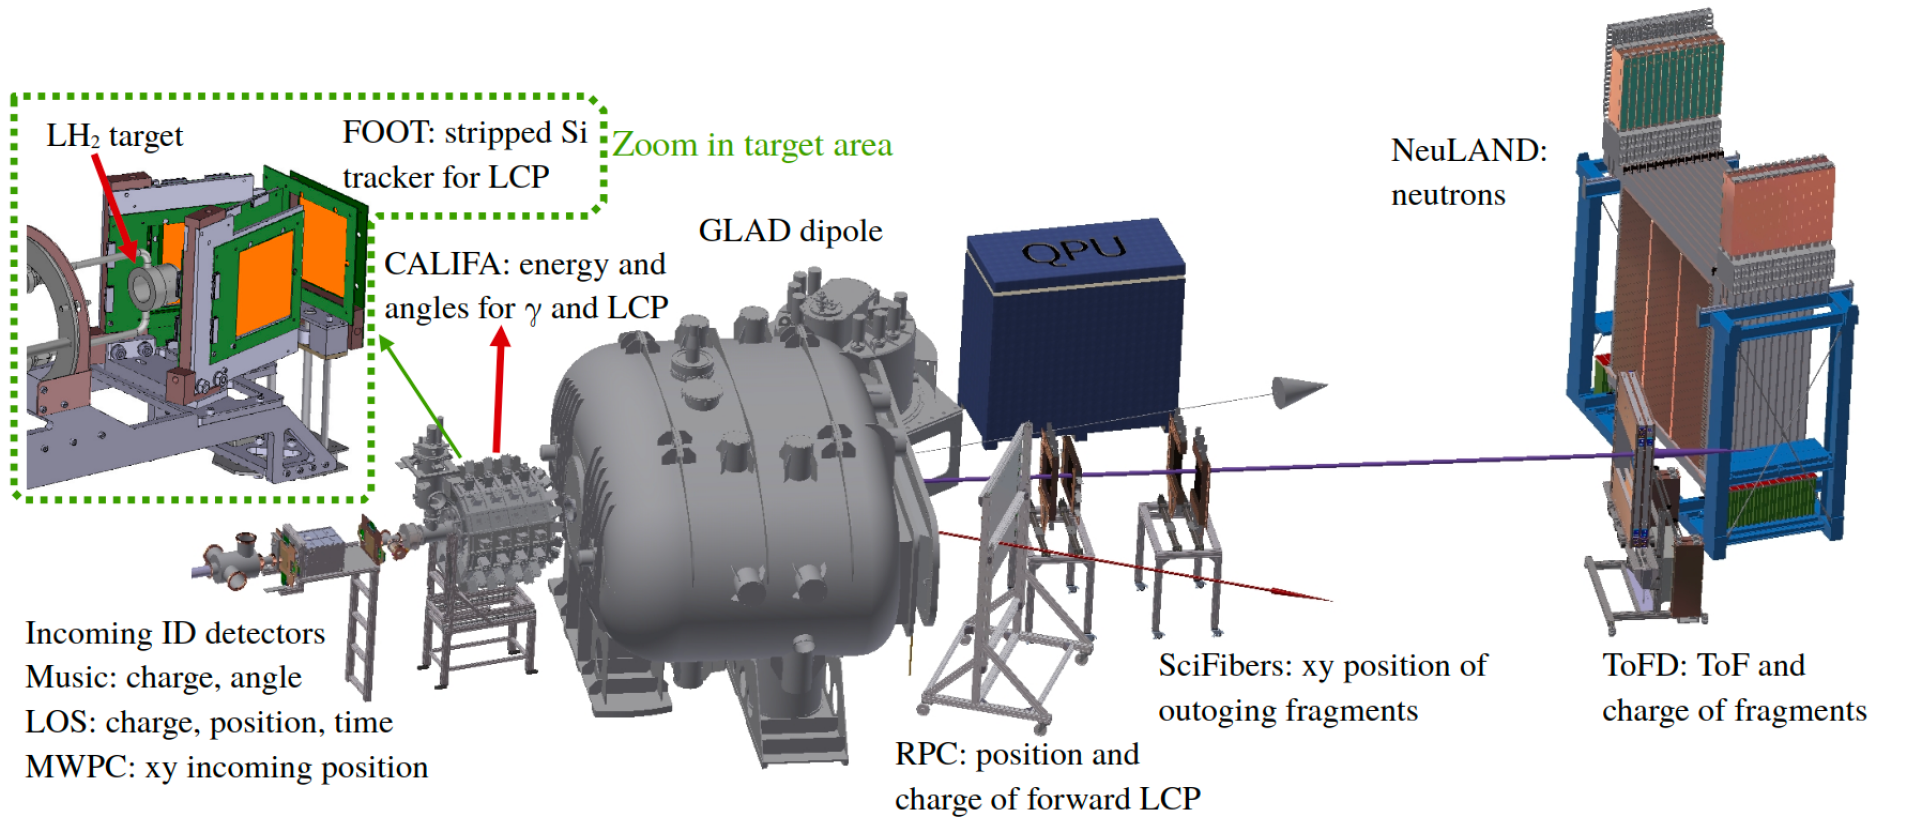 LH₂ target
FOOT: stripped Si
tracker for LCP
Zoom in target area
CALIFA: energy and
angles for γ and LCP
GLAD dipole
QPU
NeuLAND:
neutrons
Incoming ID detectors
Music: charge, angle
LOS: charge, position, time
MWPC: xy incoming position
RPC: position and
charge of forward LCP
SciFibers: xy position of
outoging fragments
ToFD: ToF and
charge of fragments